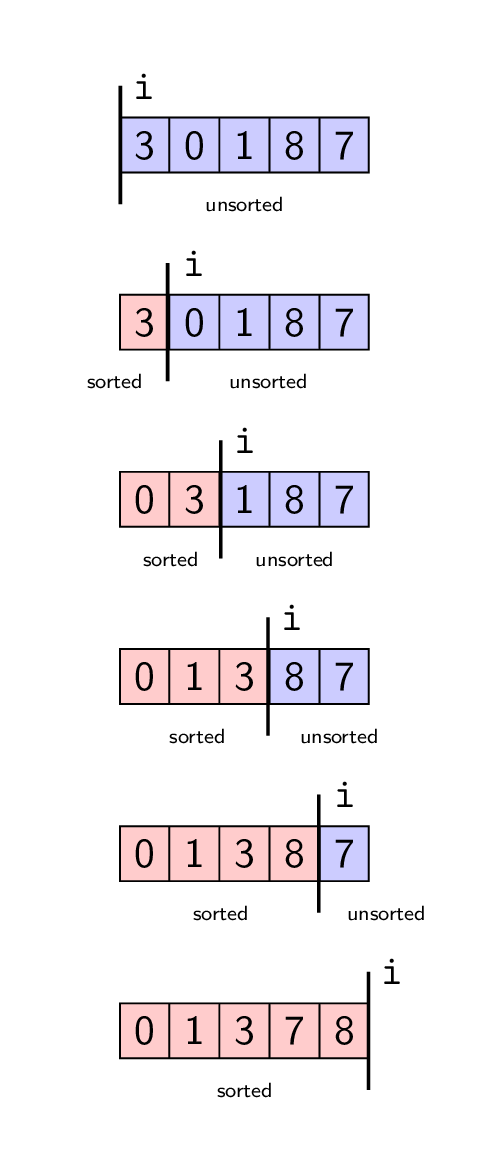 i
3 0 1 8 7
unsorted
i
3 0 1 8 7
sorted unsorted
i
0 3 1 8 7
sorted unsorted
i
0 1 3 8 7
sorted unsorted
i
0 1 3 8 7
sorted unsorted
i
0 1 3 7 8
sorted